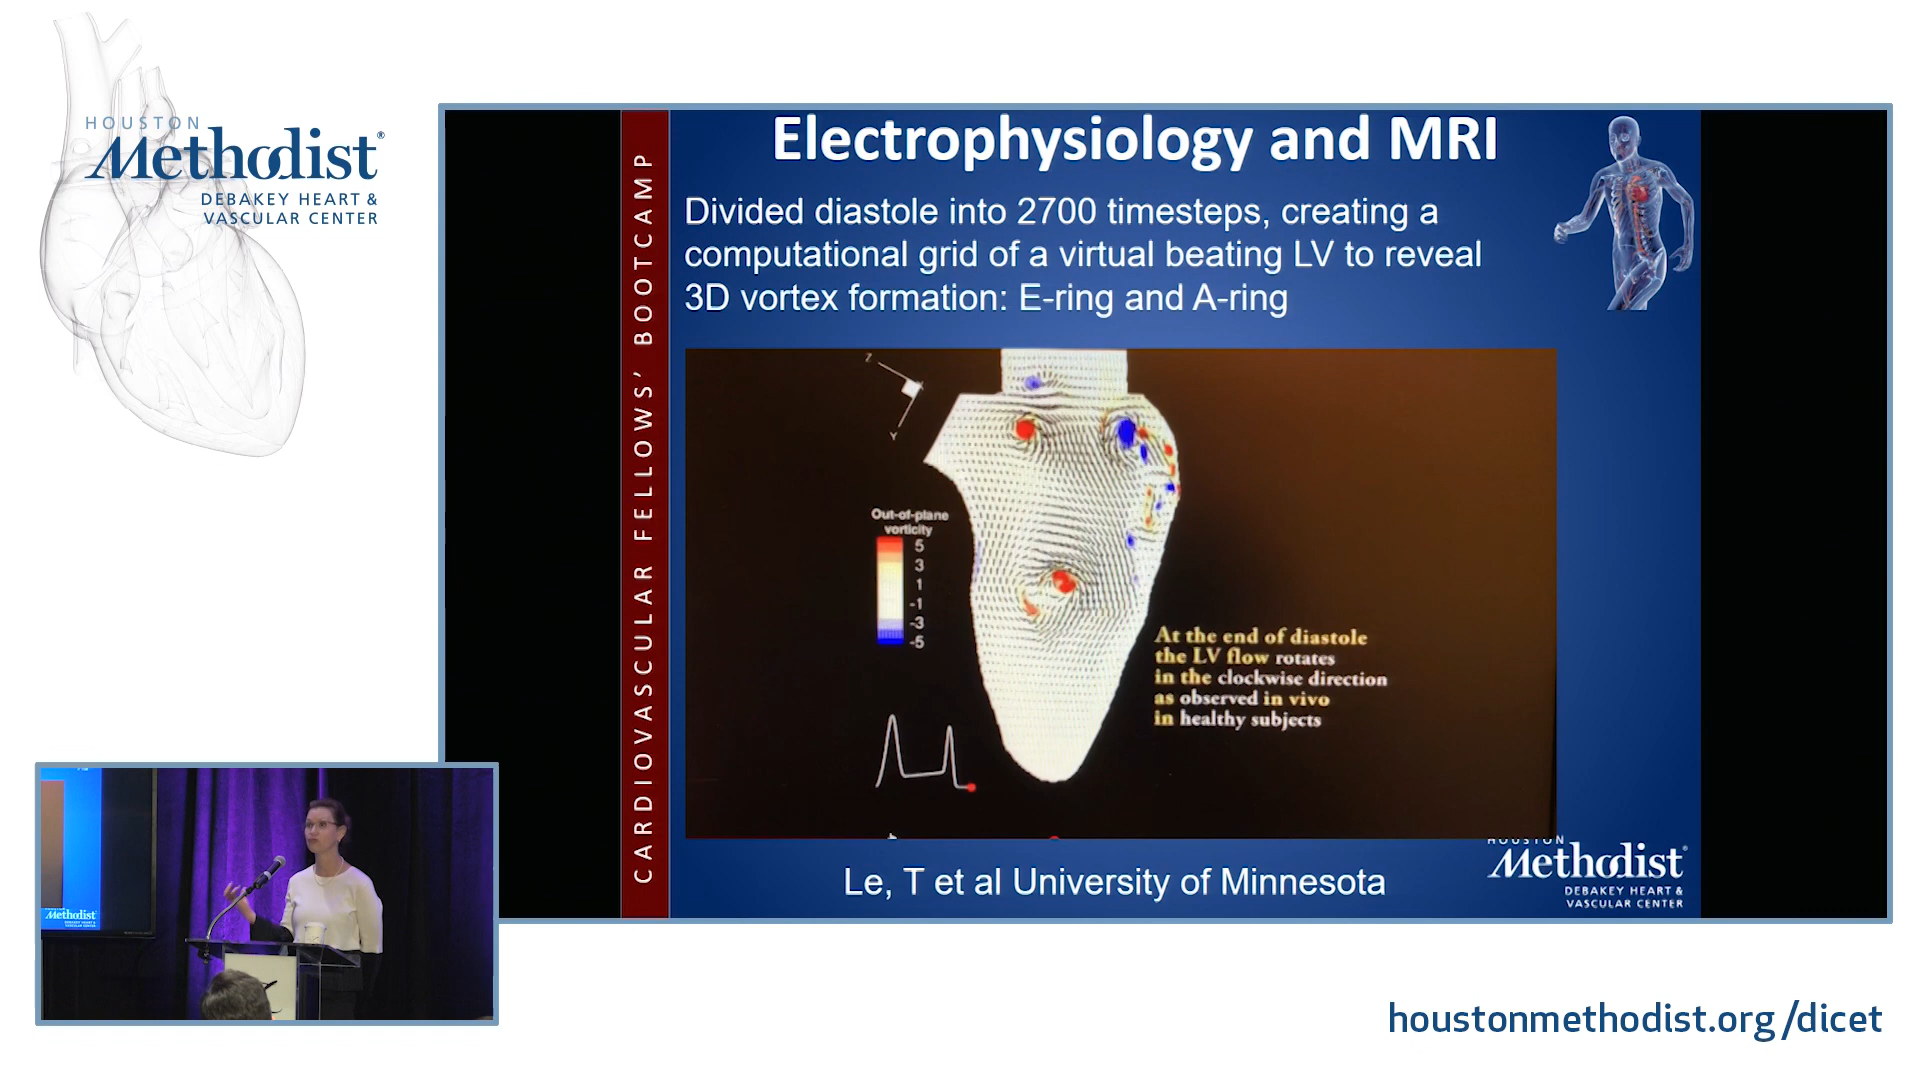 HOUSTON
Methodist®
DEBAKEY HEART &
VASCULAR CENTER
CARDIOVASCULAR FELLOWS' BOOTCAMP
Electrophysiology and MRI
Divided diastole into 2700 timesteps, creating a
computational grid of a virtual beating LV to reveal
3D vortex formation: E-ring and A-ring
Z
Y
Out-of-plane
vorticity
5
3
1
-1
-3
-5
At the end of diastole
the LV flow rotates
in the clockwise direction
as observed in vivo
in healthy subjects
Le, T et al University of Minnesota
HOUSTON
Methodist®
DEBAKEY HEART &
VASCULAR CENTER
Methodist
houstonmethodist.org/dicet